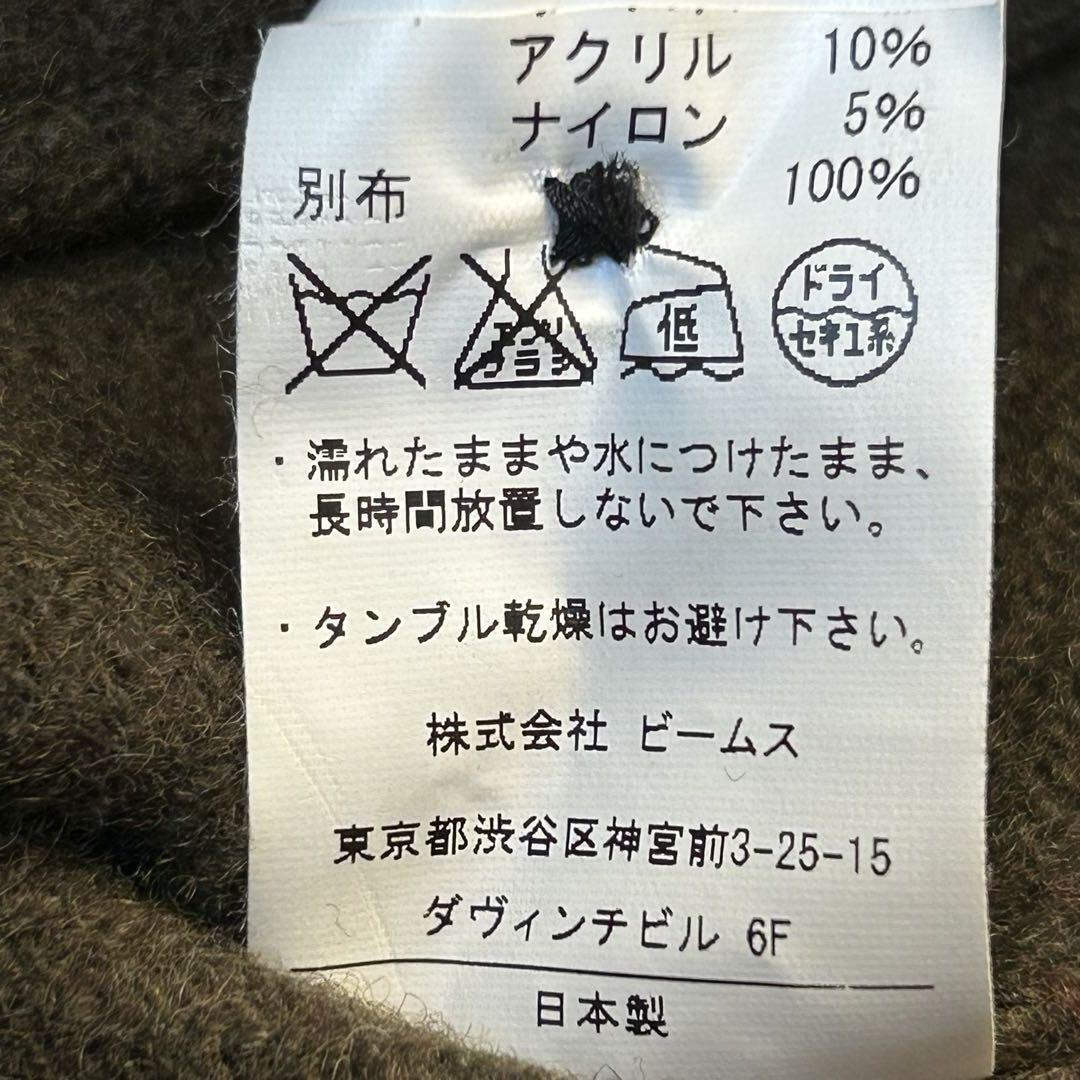 アクリル 10%
ナイロン 5%
別布 100%
低
ドライ
セキユ系
・濡れたままや水につけたまま、
長時間放置しないで下さい。
・タンブル乾燥はお避け下さい。
株式会社 ビームス
東京都渋谷区神宮前3-25-15
ダヴィンチビル 6F
日本製